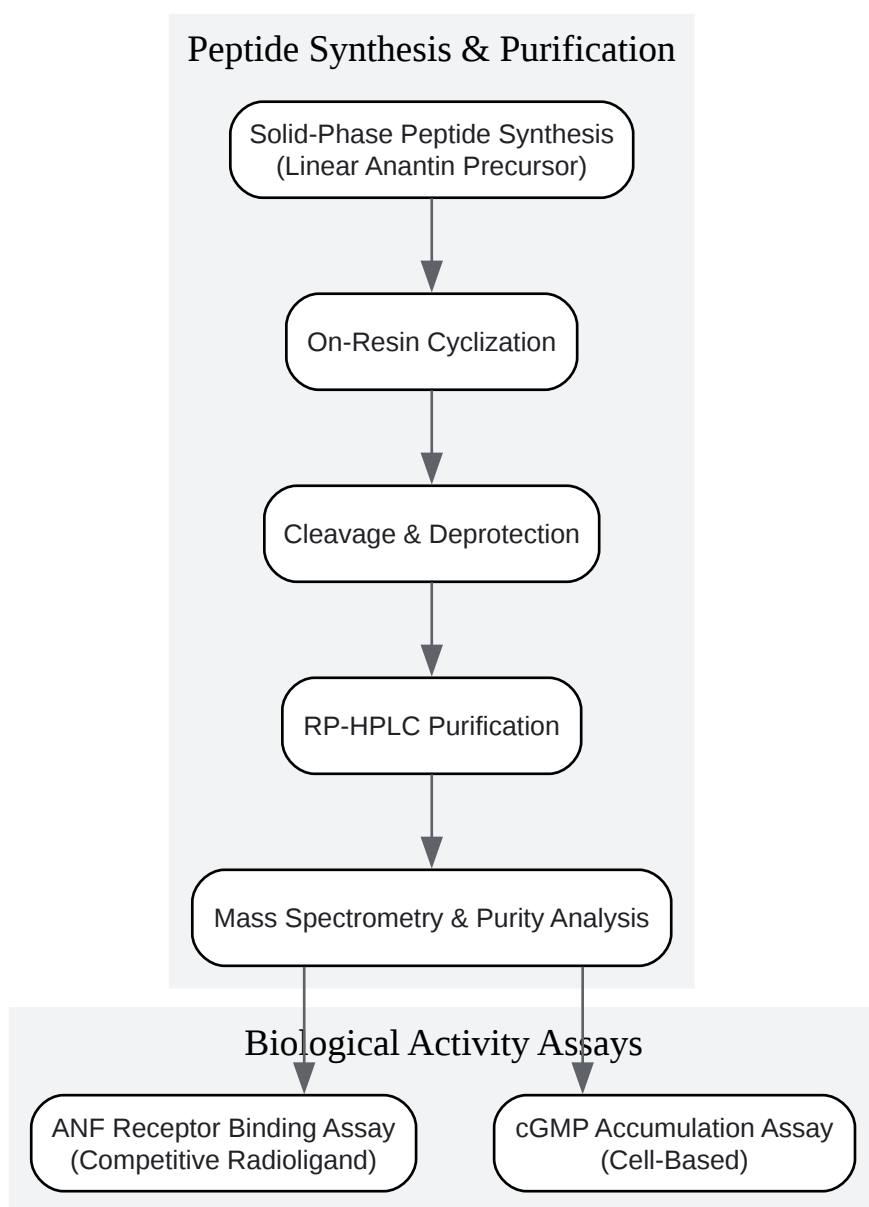 Peptide Synthesis & Purification
Solid-Phase Peptide Synthesis
(Linear Anantin Precursor)
On-Resin Cyclization
Cleavage & Deprotection
RP-HPLC Purification
Mass Spectrometry & Purity Analysis
Biological Activity Assays
ANF Receptor Binding Assay
(Competitive Radioligand)
cGMP Accumulation Assay
(Cell-Based)